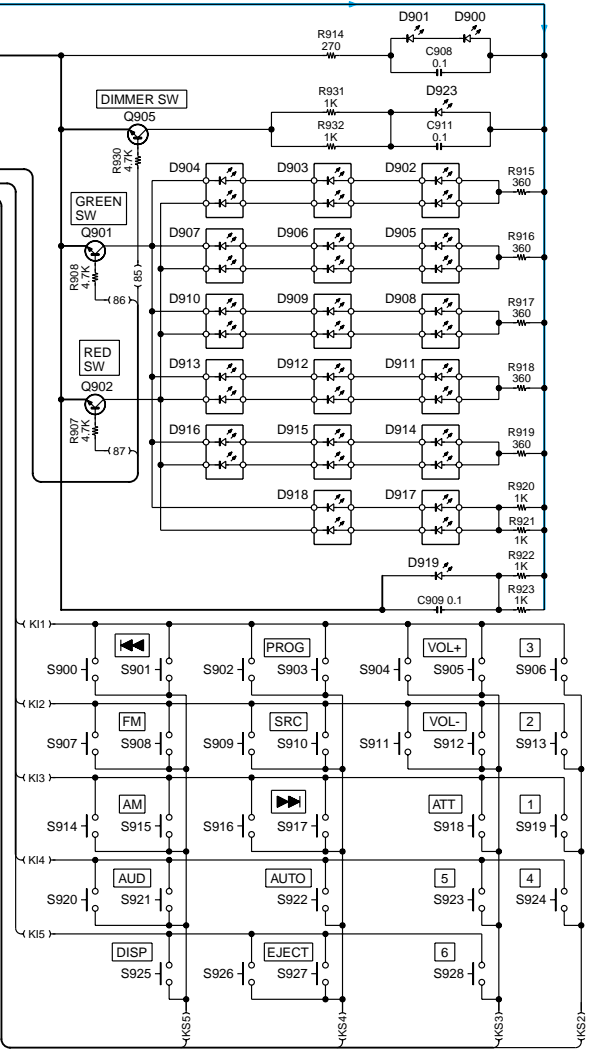 D901 D900
R914
270
C908
0.1
DIMMER SW
Q905
R931
1K
D923
R932
1K
C911
0.1
R930
4.7K
D904 D903 D902 R915
360
GREEN
SW
Q901
D907 D906 D905 R916
360
R908
4.7K
86
85
D910 D909 D908 R917
360
RED
SW
Q902
D913 D912 D911 R918
360
R907
4.7K
87
D916 D915 D914 R919
360
D918 D917 R920
1K
R921
1K
D919 R922
1K
C909 0.1 R923
1K
KI1
PROG VOL+ 3
S900 S901 S902 S903 S904 S905 S906
KI2
FM SRC VOL- 2
S907 S908 S909 S910 S911 S912 S913
KI3
AM ATT 1
S914 S915 S916 S917 S918 S919
KI4
AUD AUTO 5 4
S920 S921 S922 S923 S924
KI5
DISP EJECT 6
S925 S926 S927 S928
KS5 KS4 KS3 KS2